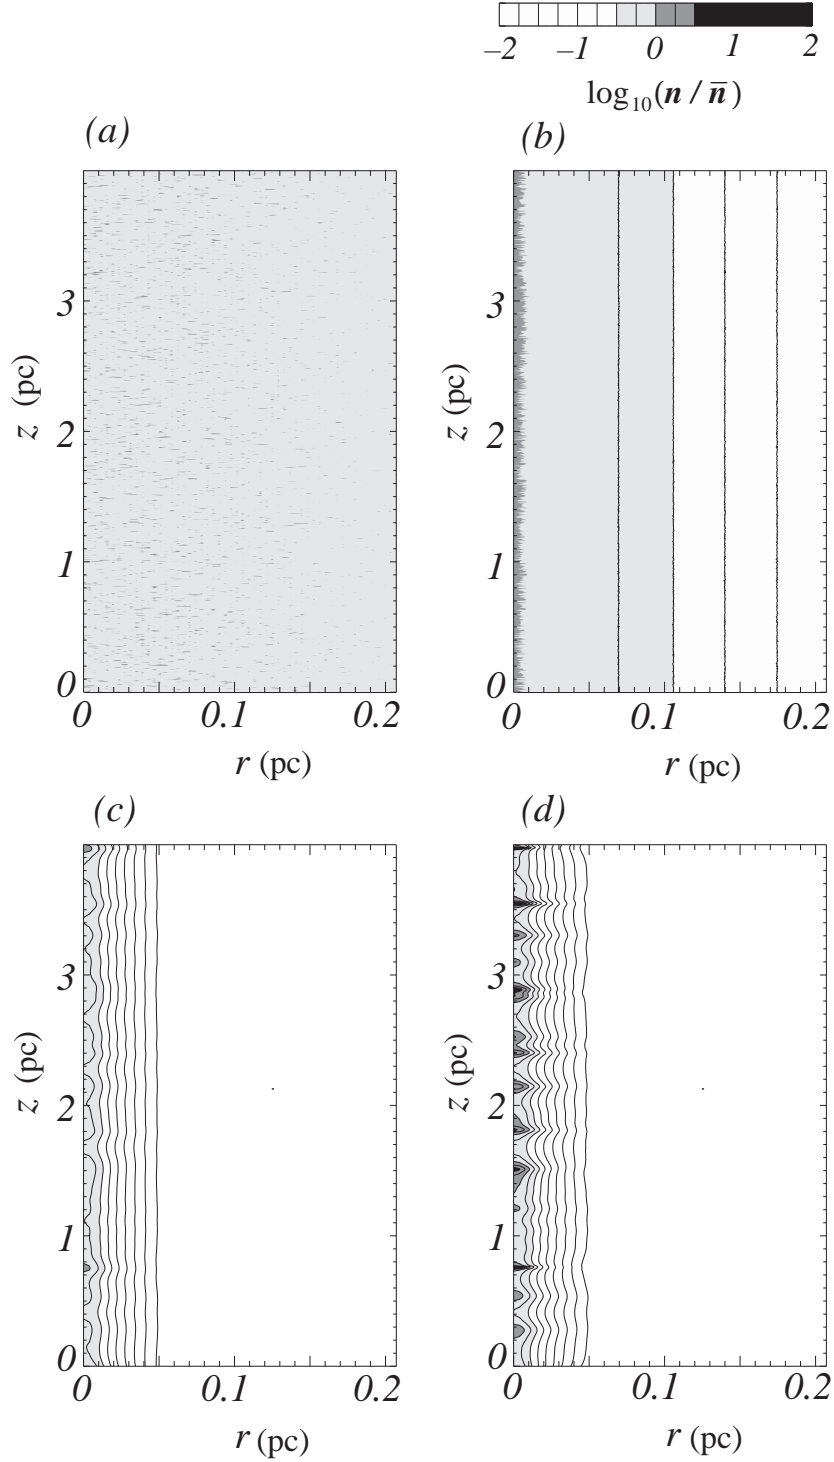 −2 −1 0 1 2
log₁₀(n / n̄)
(a) (b)
3 3
z (pc) z (pc)
2 2
1 1
0 0
0 0.1 0.2 0 0.1 0.2
r (pc) r (pc)
(c) (d)
3 3
z (pc) z (pc)
2 2
1 1
0 0
0 0.1 0.2 0 0.1 0.2
r (pc) r (pc)